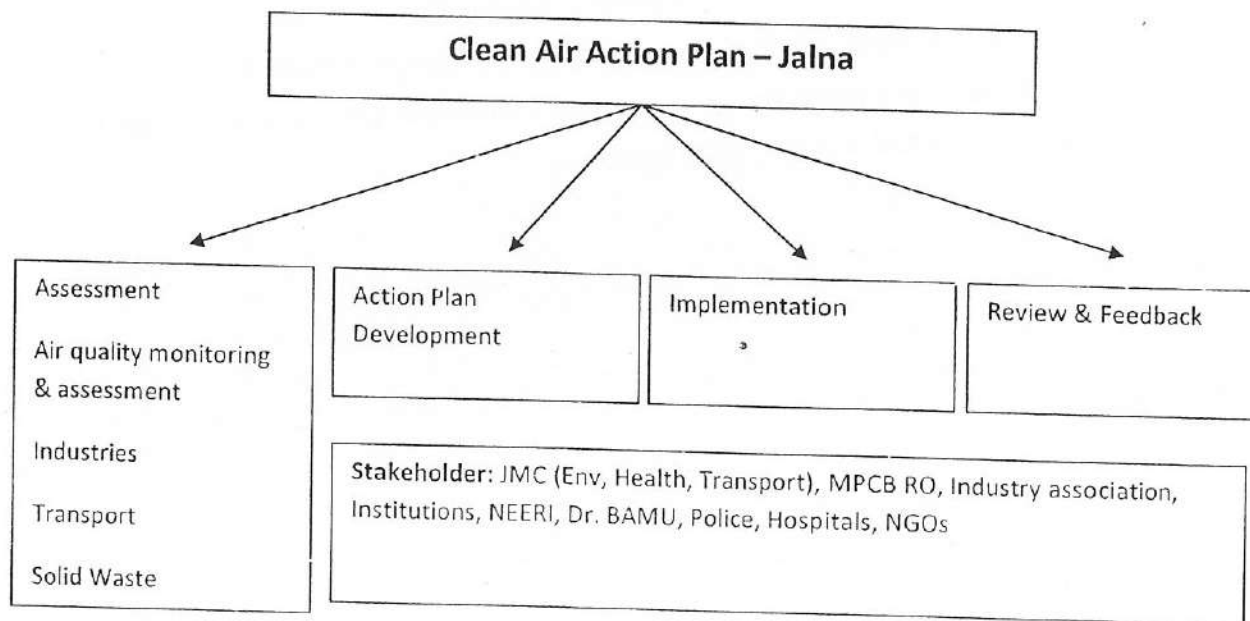 Clean Air Action Plan – Jalna
Assessment
Air quality monitoring
& assessment
Industries
Transport
Solid Waste
Action Plan
Development
Implementation
Review & Feedback
Stakeholder: JMC (Env, Health, Transport), MPCB RO, Industry association,
Institutions, NEERI, Dr. BAMU, Police, Hospitals, NGOs